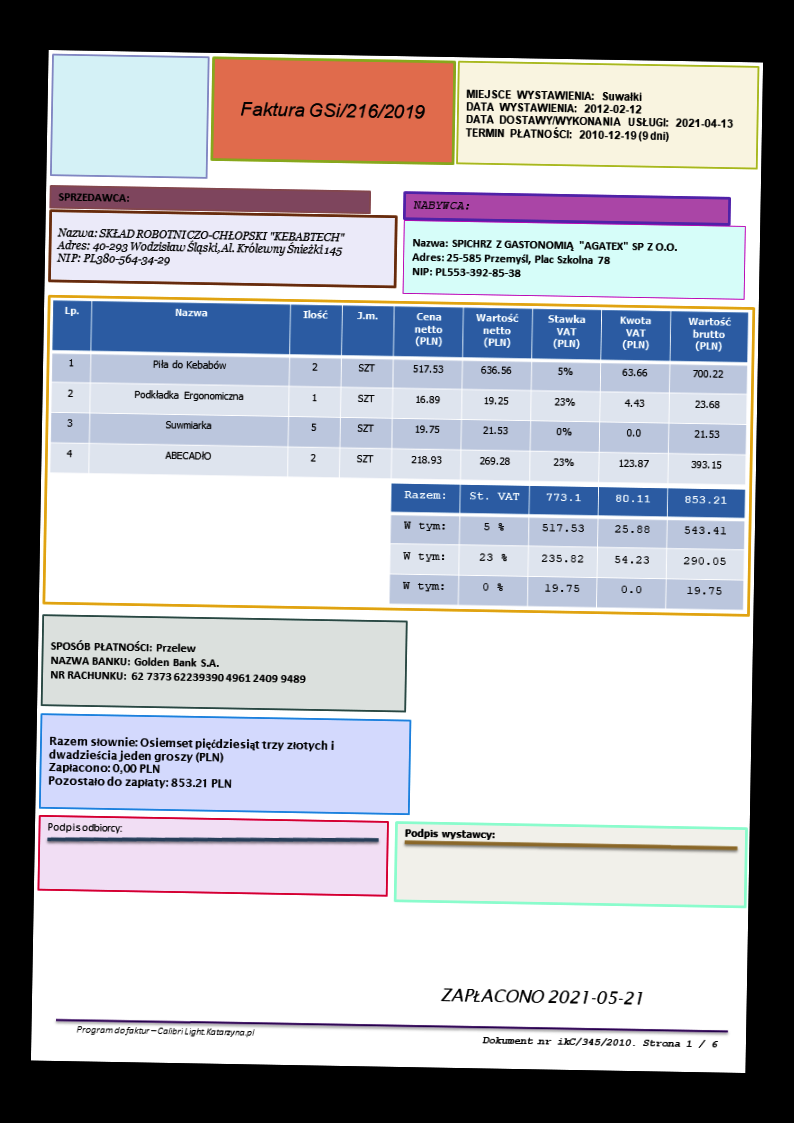 Faktura GSi/216/2019
MIEJSCE WYSTAWIENIA: Suwałki
DATA WYSTAWIENIA: 2012-02-12
DATA DOSTAWY/WYKONANIA USŁUGI: 2021-04-13
TERMIN PŁATNOŚCI: 2010-12-19 (9 dni)
SPRZEDAWCA:
Nazwa: SKŁAD ROBOTNICZO-CHŁOPSKI "KEBABTECH"
Adres: 40-293 Wodzisław Śląski, Al. Królewny Śnieżki 145
NIP: PL380-564-34-29
NABYWCA:
Nazwa: SPICHRZ Z GASTONOMIĄ "AGATEX" SP Z O.O.
Adres: 25-585 Przemyśl, Plac Szkolna 78
NIP: PL553-392-85-38
Lp. Nazwa Ilość J.m. Cena netto (PLN) Wartość netto (PLN) Stawka VAT (PLN) Kwota VAT (PLN) Wartość brutto (PLN)
1 Piła do Kebabów 2 SZT 517.53 636.56 5% 63.66 700.22
2 Podkładka Ergonomiczna 1 SZT 16.89 19.25 23% 4.43 23.68
3 Suwmiarka 5 SZT 19.75 21.53 0% 0.0 21.53
4 ABECADŁO 2 SZT 218.93 269.28 23% 123.87 393.15
Razem: St. VAT 773.1 80.11 853.21
W tym: 5 % 517.53 25.88 543.41
W tym: 23 % 235.82 54.23 290.05
W tym: 0 % 19.75 0.0 19.75
SPOSÓB PŁATNOŚCI: Przelew
NAZWA BANKU: Golden Bank S.A.
NR RACHUNKU: 62 7373 6223 9390 4961 2409 9489
Razem słownie: Osiemset pięćdziesiąt trzy złotych i
dwadzieścia jeden groszy (PLN)
Zapłacono: 0,00 PLN
Pozostało do zapłaty: 853.21 PLN
Podpis odbiorcy:
Podpis wystawcy:
ZAPŁACONO 2021-05-21
Program do faktur – Calibri Light.Katarzyna.pl
Dokument nr ikC/345/2010. Strona 1 / 6